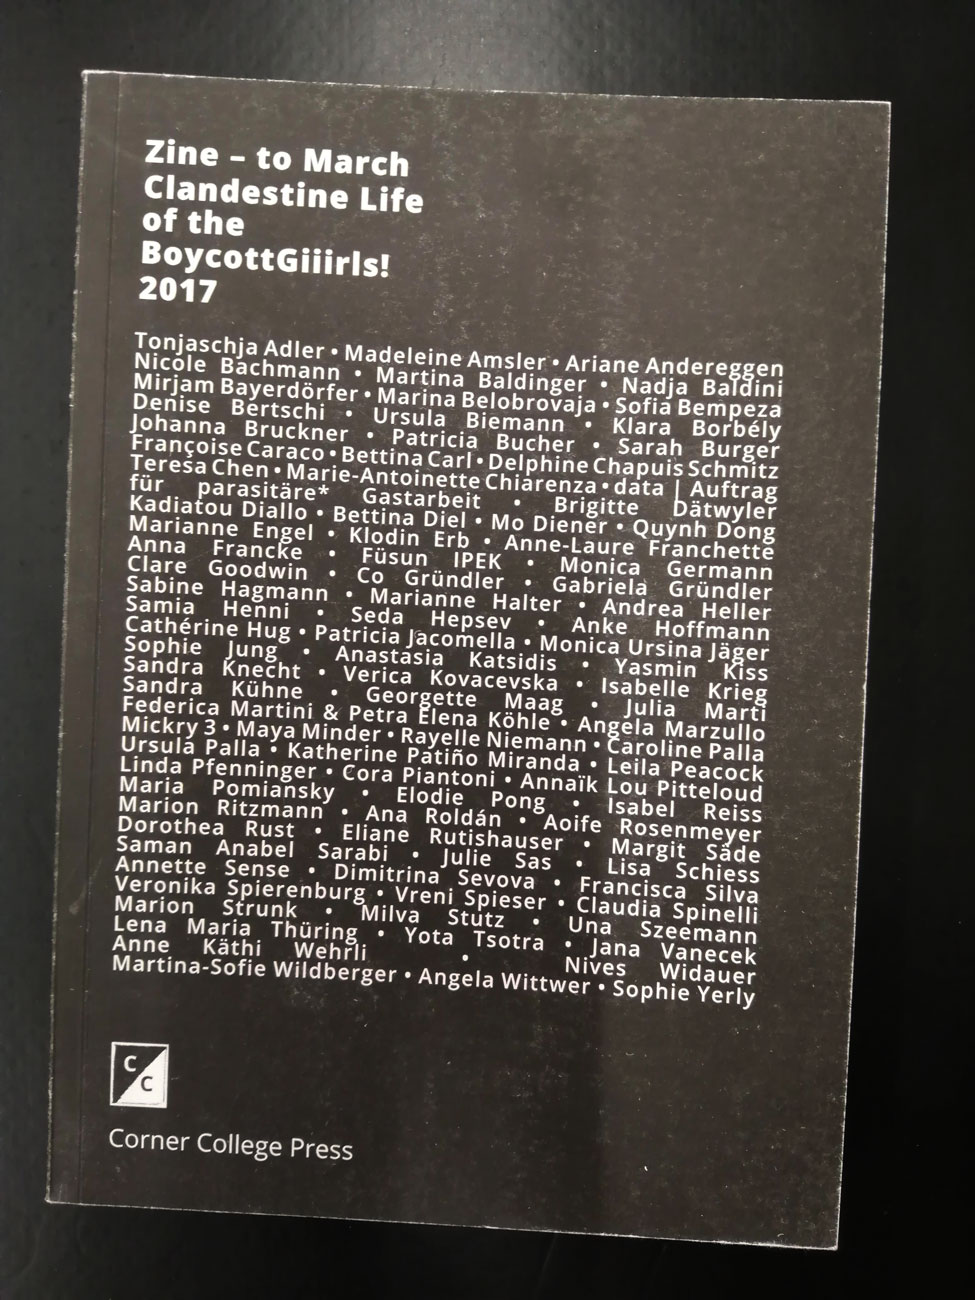 Zine – to March
Clandestine Life
of the
BoycottGiiirls!
2017
Tonjaschja Adler • Madeleine Amsler • Ariane Andereggen
Nicole Bachmann • Martina Baldinger • Nadja Baldini
Mirjam Bayerdörfer • Marina Belobrovaja • Sofia Bempeza
Denise Bertschi • Ursula Biemann • Klara Borbély
Johanna Bruckner • Patricia Bucher • Sarah Burger
Françoise Caraco • Bettina Carl • Delphine Chapuis Schmitz
Teresa Chen • Marie-Antoinette Chiarenza • data | Auftrag
für parasitäre* Gastarbeit • Brigitte Dätwyler
Kadiatou Diallo • Bettina Diel • Mo Diener • Quynh Dong
Marianne Engel • Klodin Erb • Anne-Laure Franchette
Anna Francke • Füsun IPEK • Monica Germann
Clare Goodwin • Co Gründler • Gabriela Gründler
Sabine Hagmann • Marianne Halter • Andrea Heller
Samia Henni • Seda Hepsev • Anke Hoffmann
Cathérine Hug • Patricia Jacomella • Monica Ursina Jäger
Sophie Jung • Anastasia Katsidis • Yasmin Kiss
Sandra Knecht • Verica Kovacevska • Isabelle Krieg
Sandra Kühne • Georgette Maag • Julia Marti
Federica Martini & Petra Elena Köhle • Angela Marzullo
Mickry 3 • Maya Minder • Rayelle Niemann • Caroline Palla
Ursula Palla • Katherine Patiño Miranda • Leila Peacock
Linda Pfenninger • Cora Piantoni • Annaïk Lou Pitteloud
Maria Pomiansky • Elodie Pong • Isabel Reiss
Marion Ritzmann • Ana Roldán • Aoife Rosenmeyer
Dorothea Rust • Eliane Rutishauser • Margit Säde
Saman Anabel Sarabi • Julie Sas • Lisa Schiess
Annette Sense • Dimitrina Sevova • Francisca Silva
Veronika Spierenburg • Vreni Spieser • Claudia Spinelli
Marion Strunk • Milva Stutz • Una Szeemann
Lena Maria Thüring • Yota Tsotra • Jana Vanecek
Anne Käthi Wehrli • Nives Widauer
Martina-Sofie Wildberger • Angela Wittwer • Sophie Yerly
C
C
Corner College Press